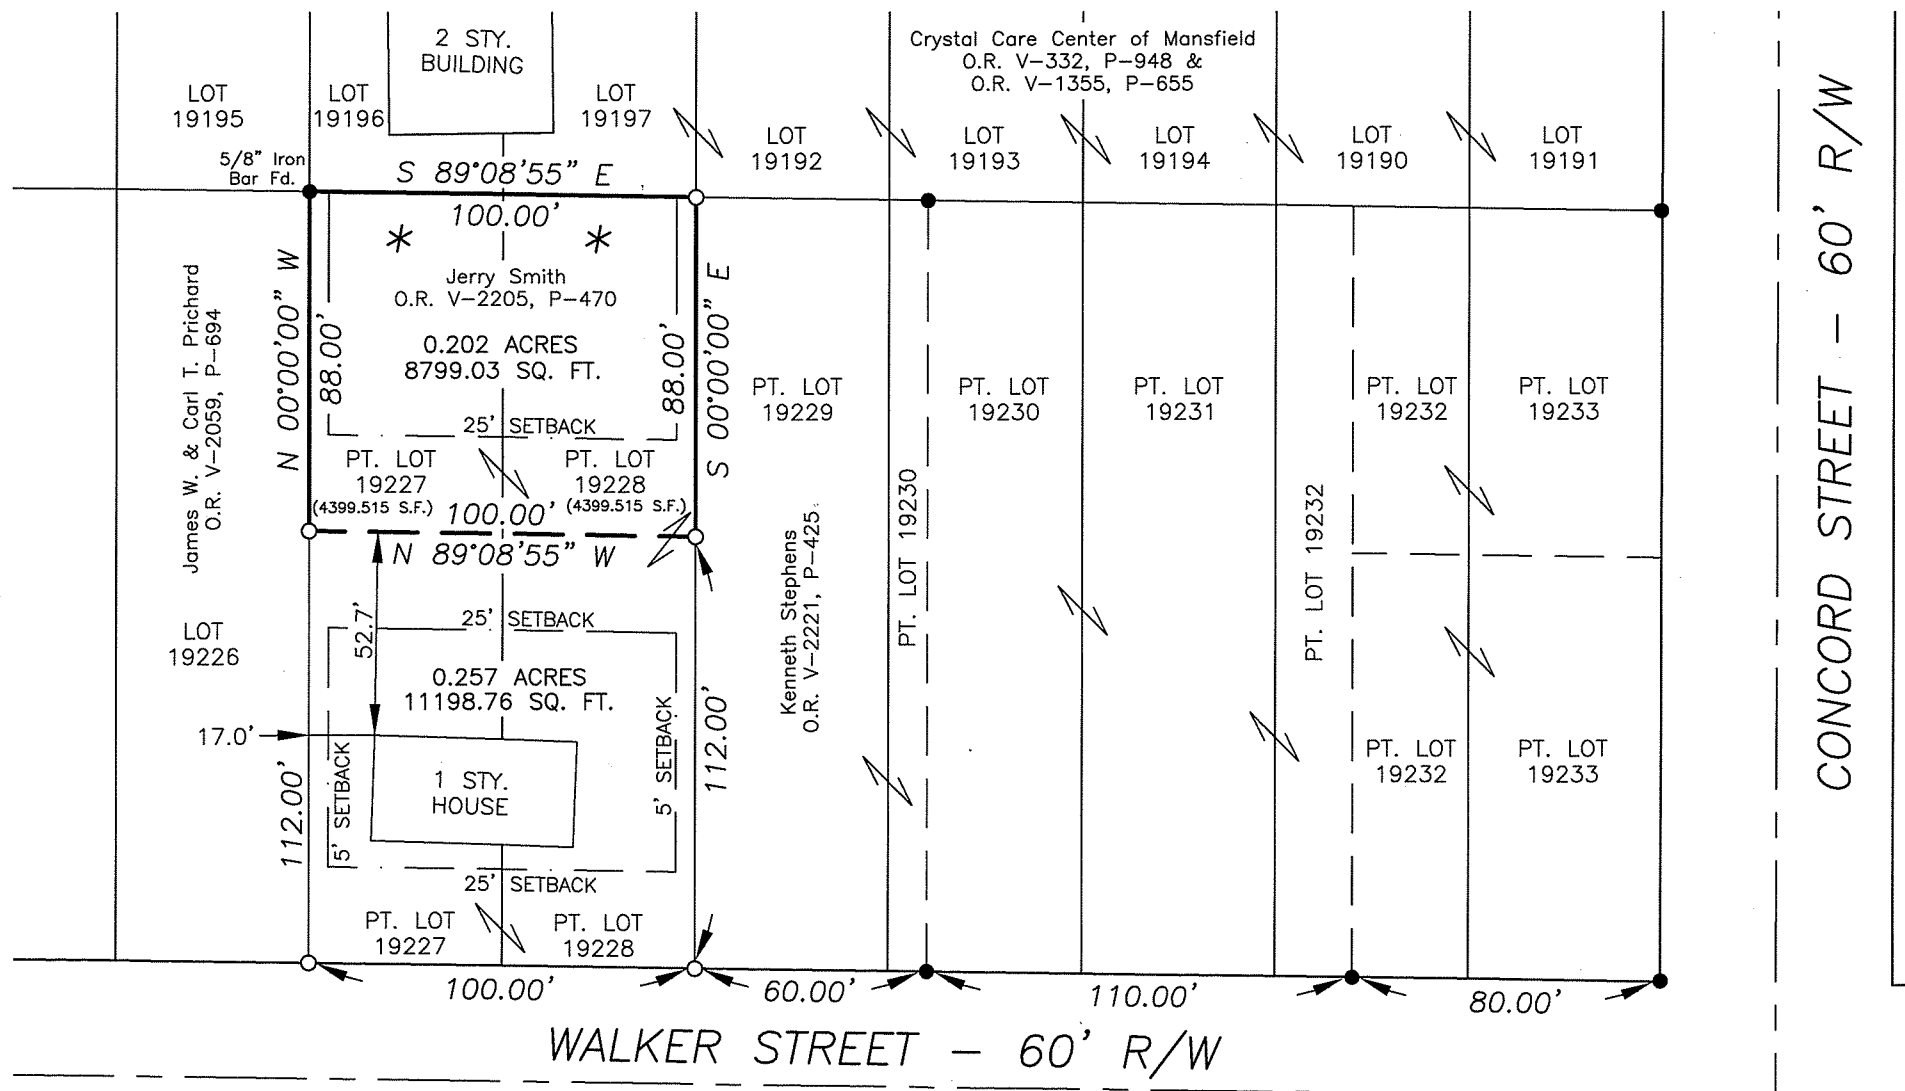 2 STY.
BUILDING
Crystal Care Center of Mansfield
O.R. V-332, P-948 &
O.R. V-1355, P-655
LOT
19195
LOT
19196
LOT
19197
LOT
19192
LOT
19193
LOT
19194
LOT
19190
LOT
19191
5/8" Iron
Bar Fd.
S 89°08'55" E
100.00'
* *
Jerry Smith
O.R. V-2205, P-470
0.202 ACRES
8799.03 SQ. FT.
N 00°00'00" W
88.00'
88.00'
S 00°00'00" E
James W. & Carl T. Prichard
O.R. V-2059, P-694
25' SETBACK
PT. LOT
19227
(4399.515 S.F.)
PT. LOT
19228
(4399.515 S.F.)
100.00'
N 89°08'55" W
PT. LOT
19229
PT. LOT
19230
PT. LOT
19231
PT. LOT
19232
PT. LOT
19233
Kenneth Stephens
O.R. V-2221, P-425
PT. LOT 19230
PT. LOT 19232
CONCORD STREET - 60' R/W
LOT
19226
52.7'
25' SETBACK
0.257 ACRES
11198.76 SQ. FT.
17.0'
112.00'
5' SETBACK
1 STY.
HOUSE
5' SETBACK
112.00'
25' SETBACK
PT. LOT
19227
PT. LOT
19228
PT. LOT
19232
PT. LOT
19233
100.00'
60.00'
110.00'
80.00'
WALKER STREET - 60' R/W